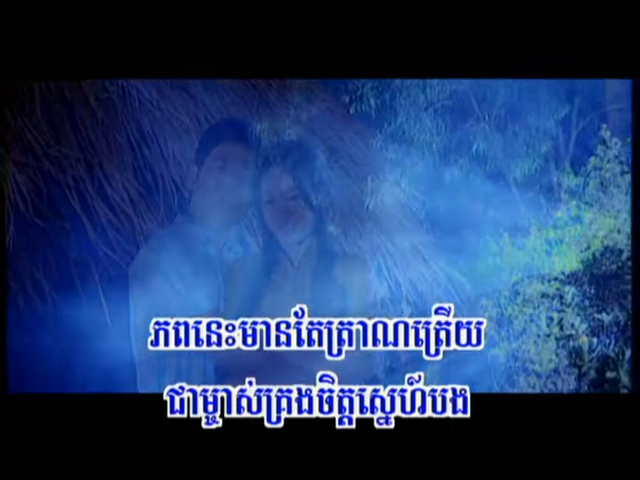 ភពនេះមានតែត្រាណត្រើយ
ជាម្ចាស់គ្រងចិត្តស្នេហ៍បង